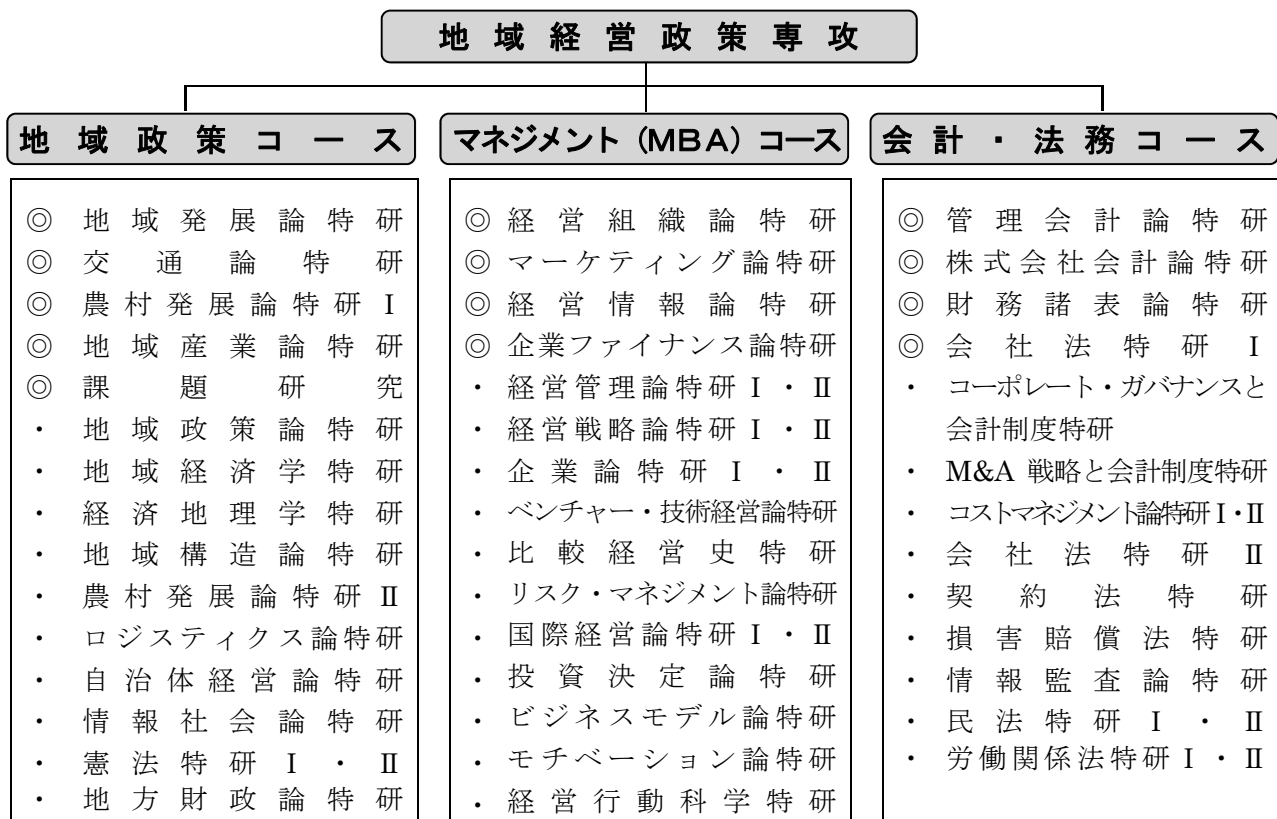 地域経営政策専攻
地域政策コース
◎ 地域発展論特研
◎ 交通論特研
◎ 農村発展論特研Ⅰ
◎ 地域産業論特研
◎ 課題研究
・ 地域政策論特研
・ 地域経済学特研
・ 経済地理学特研
・ 地域構造論特研
・ 農村発展論特研Ⅱ
・ ロジスティクス論特研
・ 自治体経営論特研
・ 情報社会論特研
・ 憲法特研Ⅰ・Ⅱ
・ 地方財政論特研
マネジメント(MBA)コース
◎ 経営組織論特研
◎ マーケティング論特研
◎ 経営情報論特研
◎ 企業ファイナンス論特研
・ 経営管理論特研Ⅰ・Ⅱ
・ 経営戦略論特研Ⅰ・Ⅱ
・ 企業論特研Ⅰ・Ⅱ
・ ベンチャー・技術経営論特研
・ 比較経営史特研
・ リスク・マネジメント論特研
・ 国際経営論特研Ⅰ・Ⅱ
・ 投資決定論特研
・ ビジネスモデル論特研
・ モチベーション論特研
・ 経営行動科学特研
会計・法務コース
◎ 管理会計論特研
◎ 株式会社会計論特研
◎ 財務諸表論特研
◎ 会社法特研Ⅰ
・ コーポレート・ガバナンスと
会計制度特研
・ M&A 戦略と会計制度特研
・ コストマネジメント論特研Ⅰ・Ⅱ
・ 会社法特研Ⅱ
・ 契約法特研
・ 損害賠償法特研
・ 情報監査論特研
・ 民法特研Ⅰ・Ⅱ
・ 労働関係法特研Ⅰ・Ⅱ